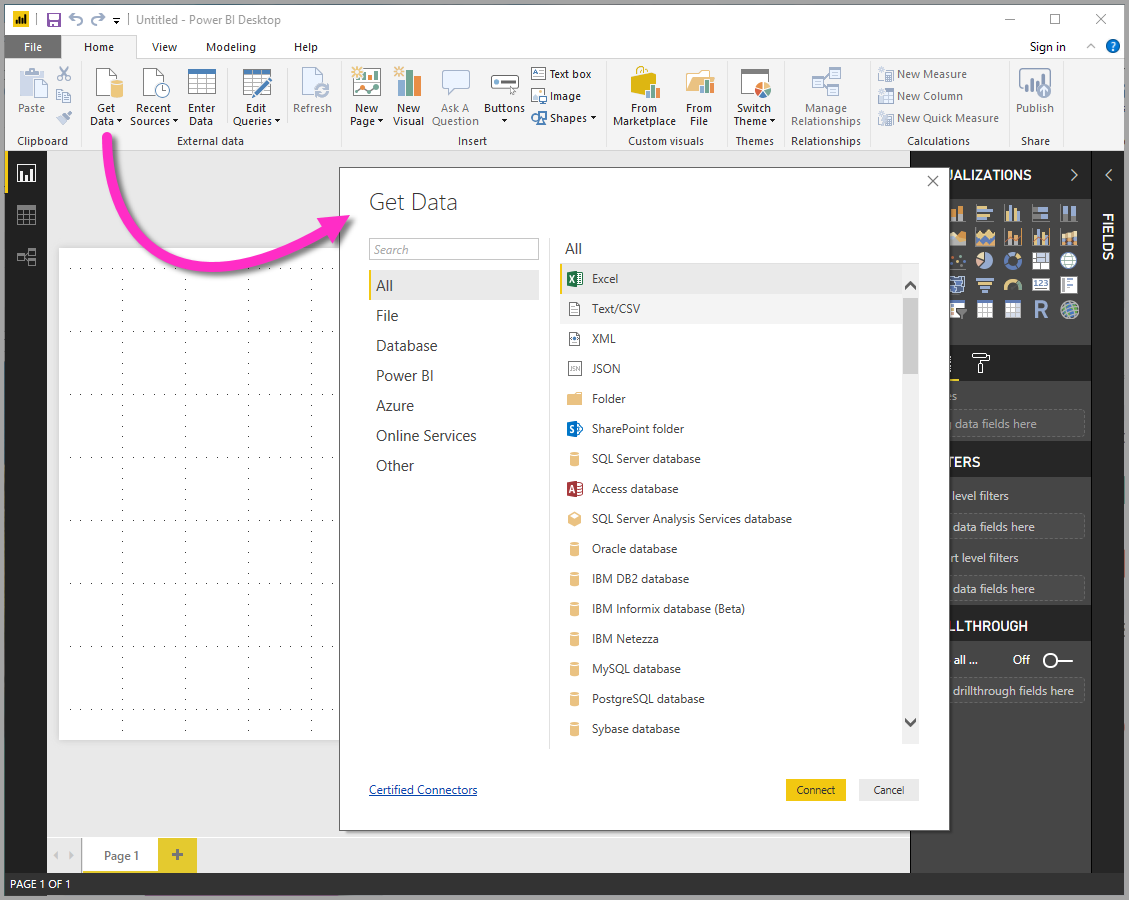 Untitled - Power BI Desktop
File Home View Modeling Help Sign in ?
Paste
Get Data
Recent Sources
Enter Data
Edit Queries
Refresh
New Page
New Visual
Ask A Question
Buttons
Text box
Image
Shapes
From Marketplace
From File
Switch Theme
Manage Relationships
New Measure
New Column
New Quick Measure
Publish
Clipboard External data Insert Custom visuals Themes Relationships Calculations Share
Get Data
Search
All
File
Database
Power BI
Azure
Online Services
Other
All
Excel
Text/CSV
XML
JSON
Folder
SharePoint folder
SQL Server database
Access database
SQL Server Analysis Services database
Oracle database
IBM DB2 database
IBM Informix database (Beta)
IBM Netezza
MySQL database
PostgreSQL database
Sybase database
Certified Connectors
Connect
Cancel
UALIZATIONS
FIELDS
123
R
es
data fields here
TERS
level filters
data fields here
rt level filters
data fields here
LLTHROUGH
all ... Off
drillthrough fields here
Page 1
+
PAGE 1 OF 1